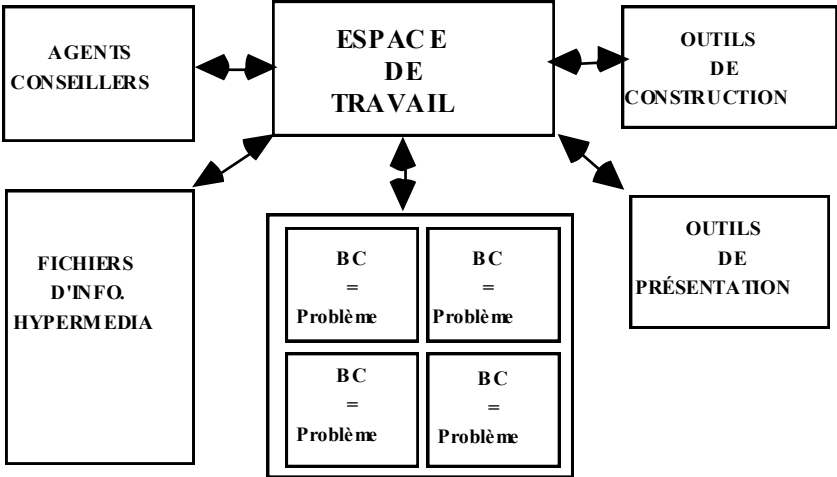 AGENTS
CONSEILLERS
ESPACE
DE
TRAVAIL
OUTILS
DE
CONSTRUCTION
FICHIERS
D'INFO.
HYPERMEDIA
BC
=
Problème
BC
=
Problème
BC
=
Problème
BC
=
Problème
OUTILS
DE
PRÉSENTATION